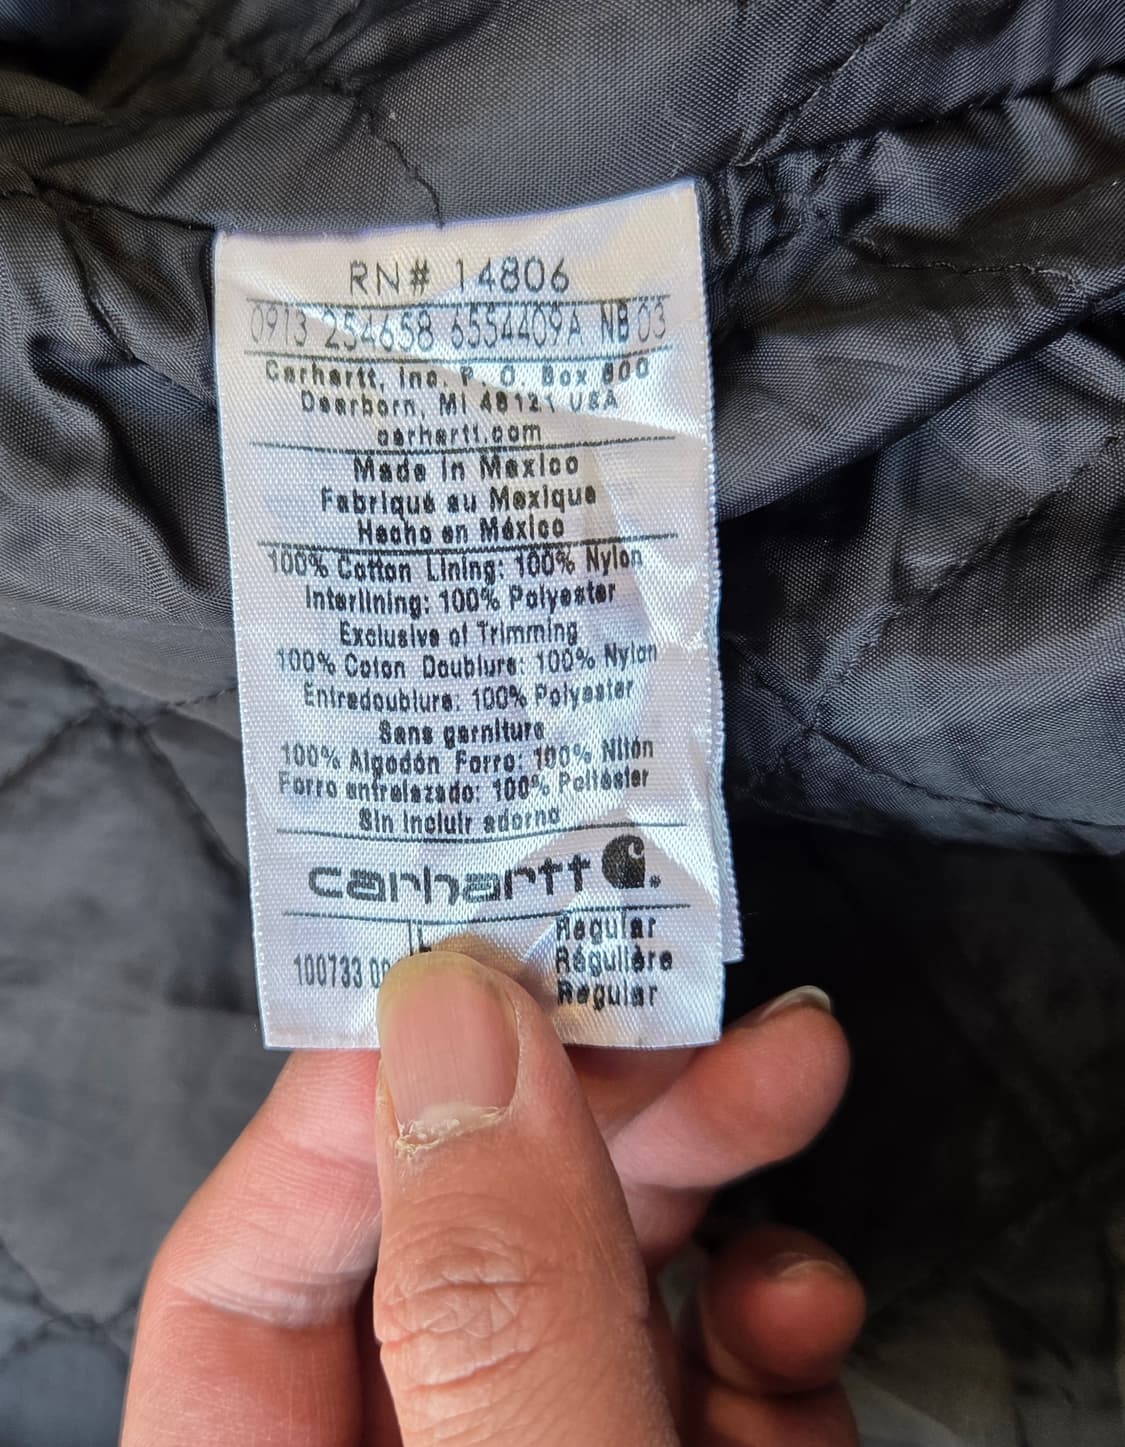 RN# 14806
0913 254658 6554409A NB 03
Carhartt, Inc. P. O. Box 600
Dearborn, MI 48121 USA
carhartt.com
Made in Mexico
Fabriqué au Mexique
Hecho en México
100% Cotton Lining: 100% Nylon
Interlining: 100% Polyester
Exclusive of Trimming
100% Coton Doublure: 100% Nylon
Entredoublure: 100% Polyester
Sans garniture
100% Algodón Forro: 100% Nilón
Forro entrelazado: 100% Poliéster
Sin incluir adorno
carhartt
Regular
100733 Régulière
Regular